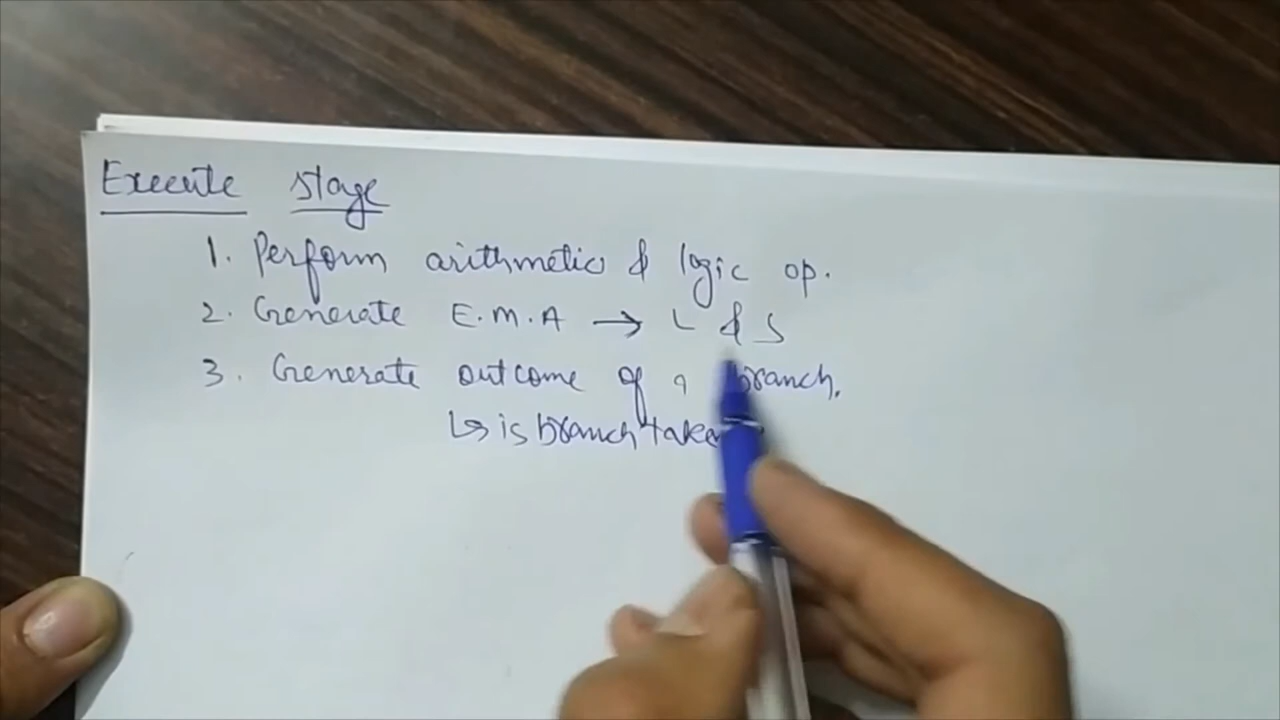 Execute stage
1. Perform arithmetic & logic op.
2. Generate E.M.A → L & S
3. Generate outcome of a branch.
↳ is branch taken